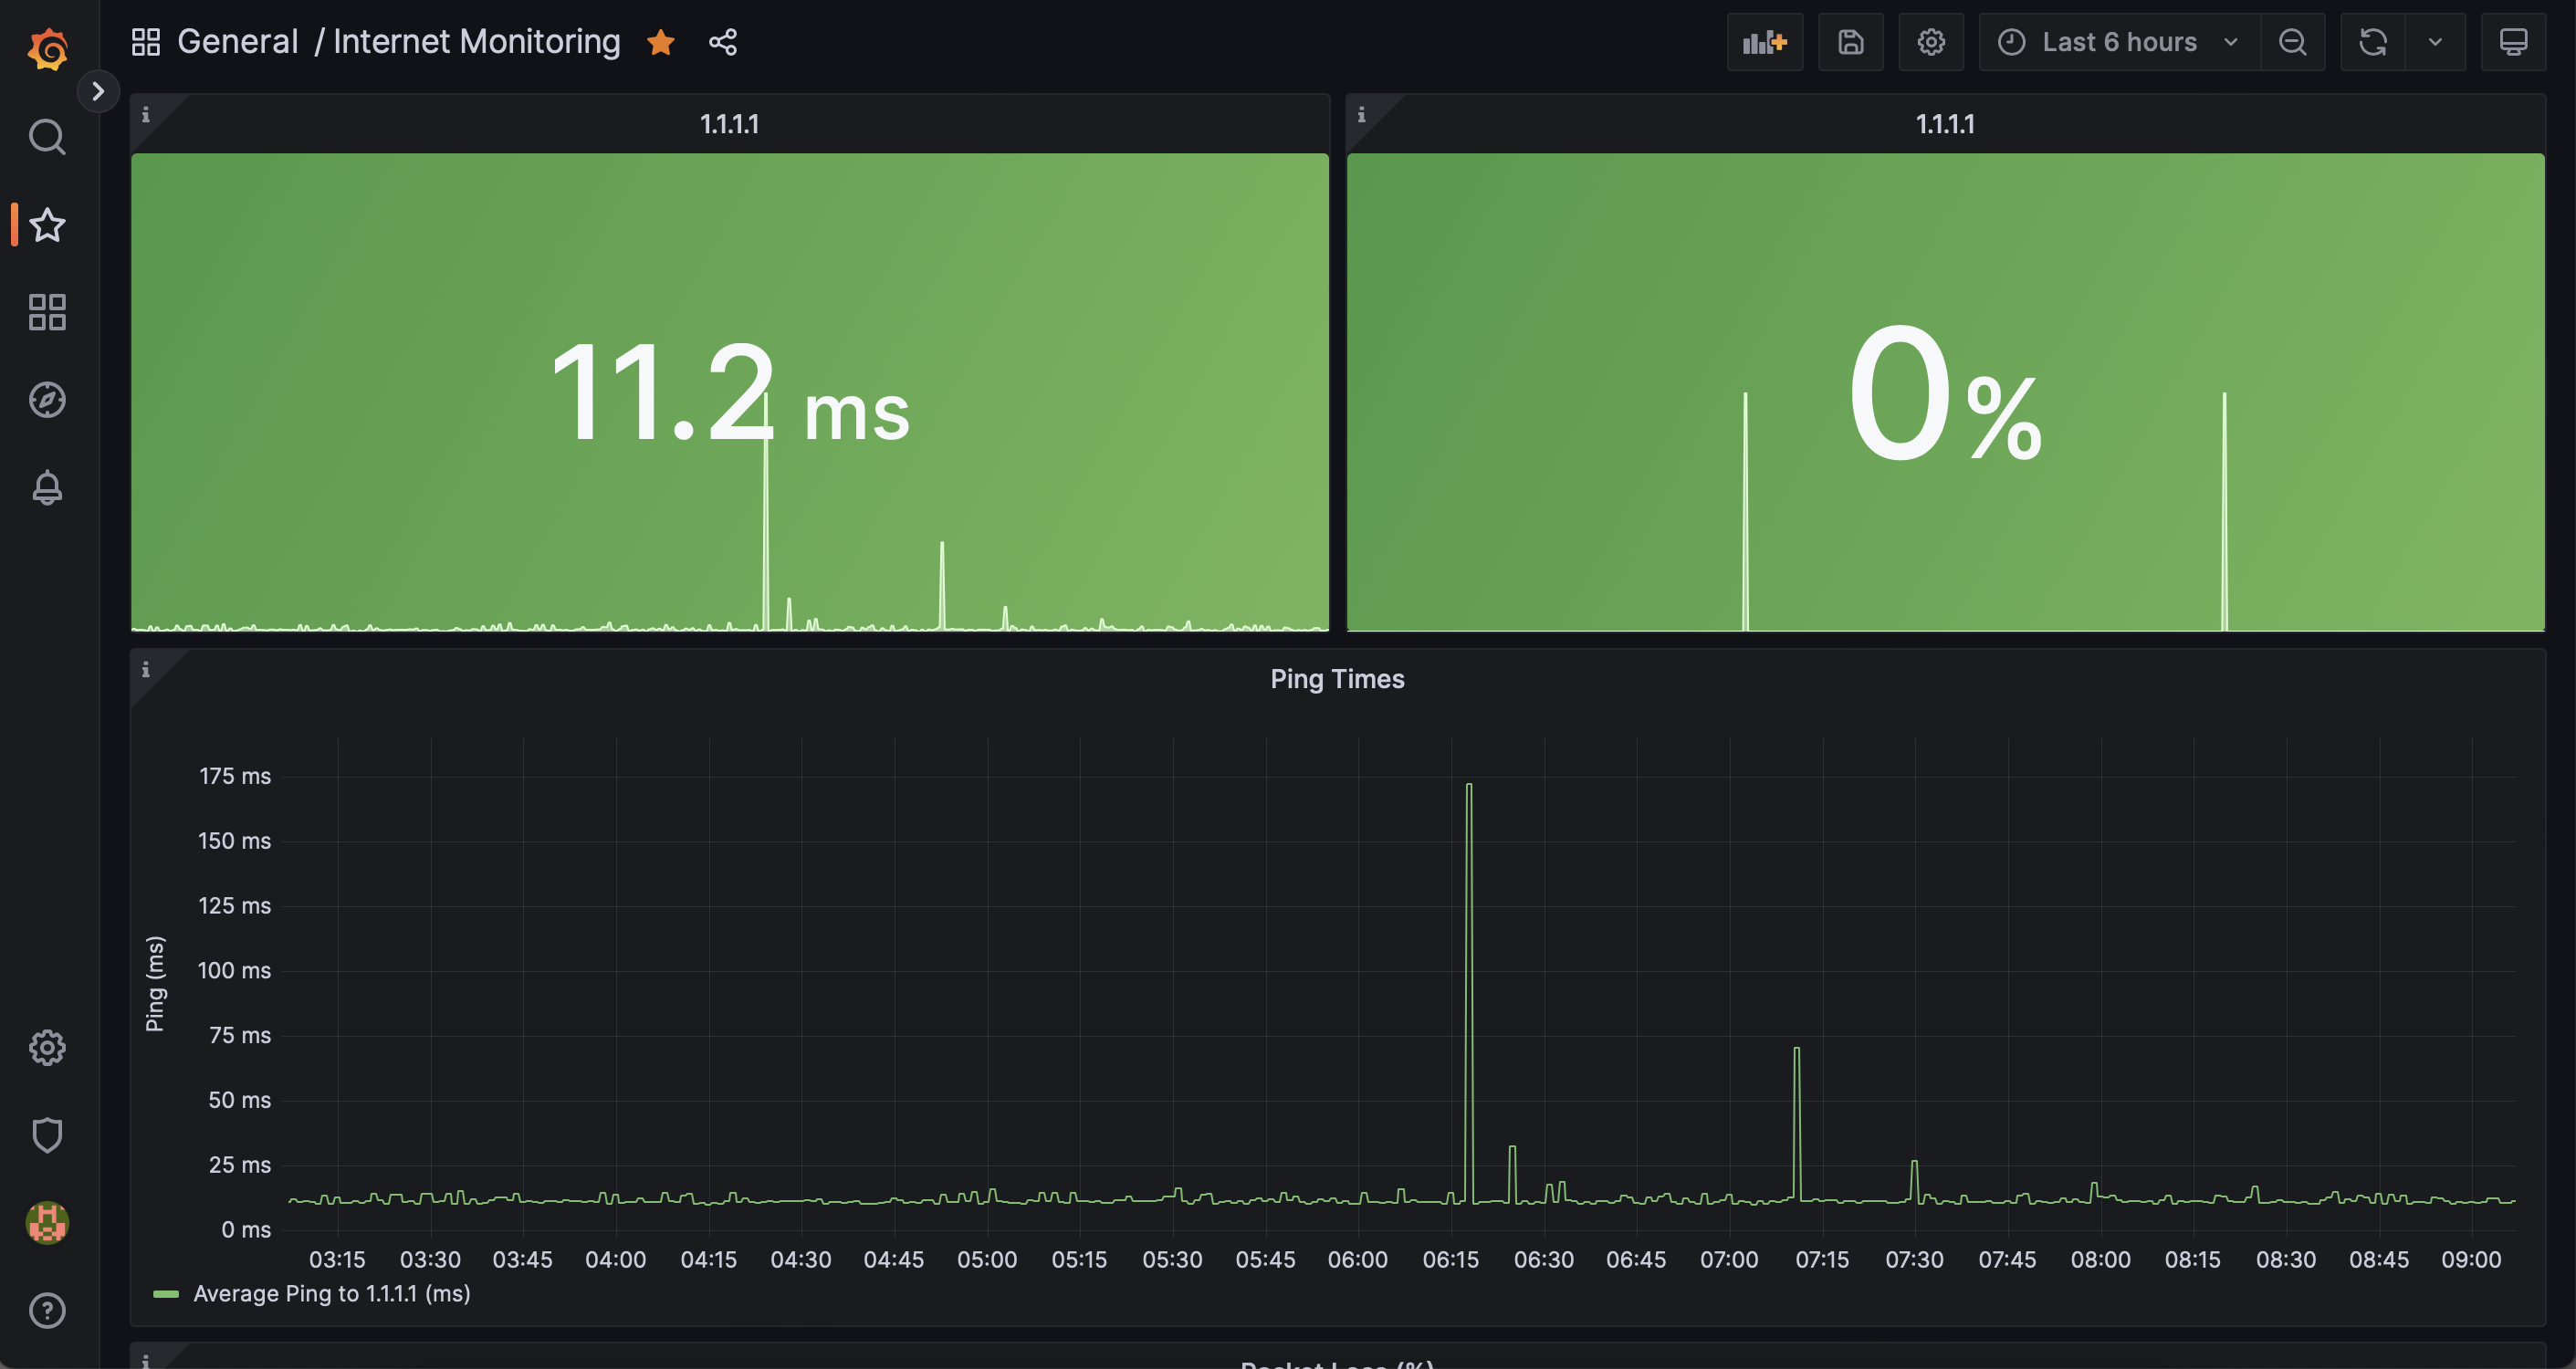 General / Internet Monitoring
Last 6 hours
1.1.1.1
11.2 ms
1.1.1.1
0%
Ping Times
Ping (ms)
175 ms
150 ms
125 ms
100 ms
75 ms
50 ms
25 ms
0 ms
03:15 03:30 03:45 04:00 04:15 04:30 04:45 05:00 05:15 05:30 05:45 06:00 06:15 06:30 06:45 07:00 07:15 07:30 07:45 08:00 08:15 08:30 08:45 09:00
Average Ping to 1.1.1.1 (ms)
Packet Loss (%)